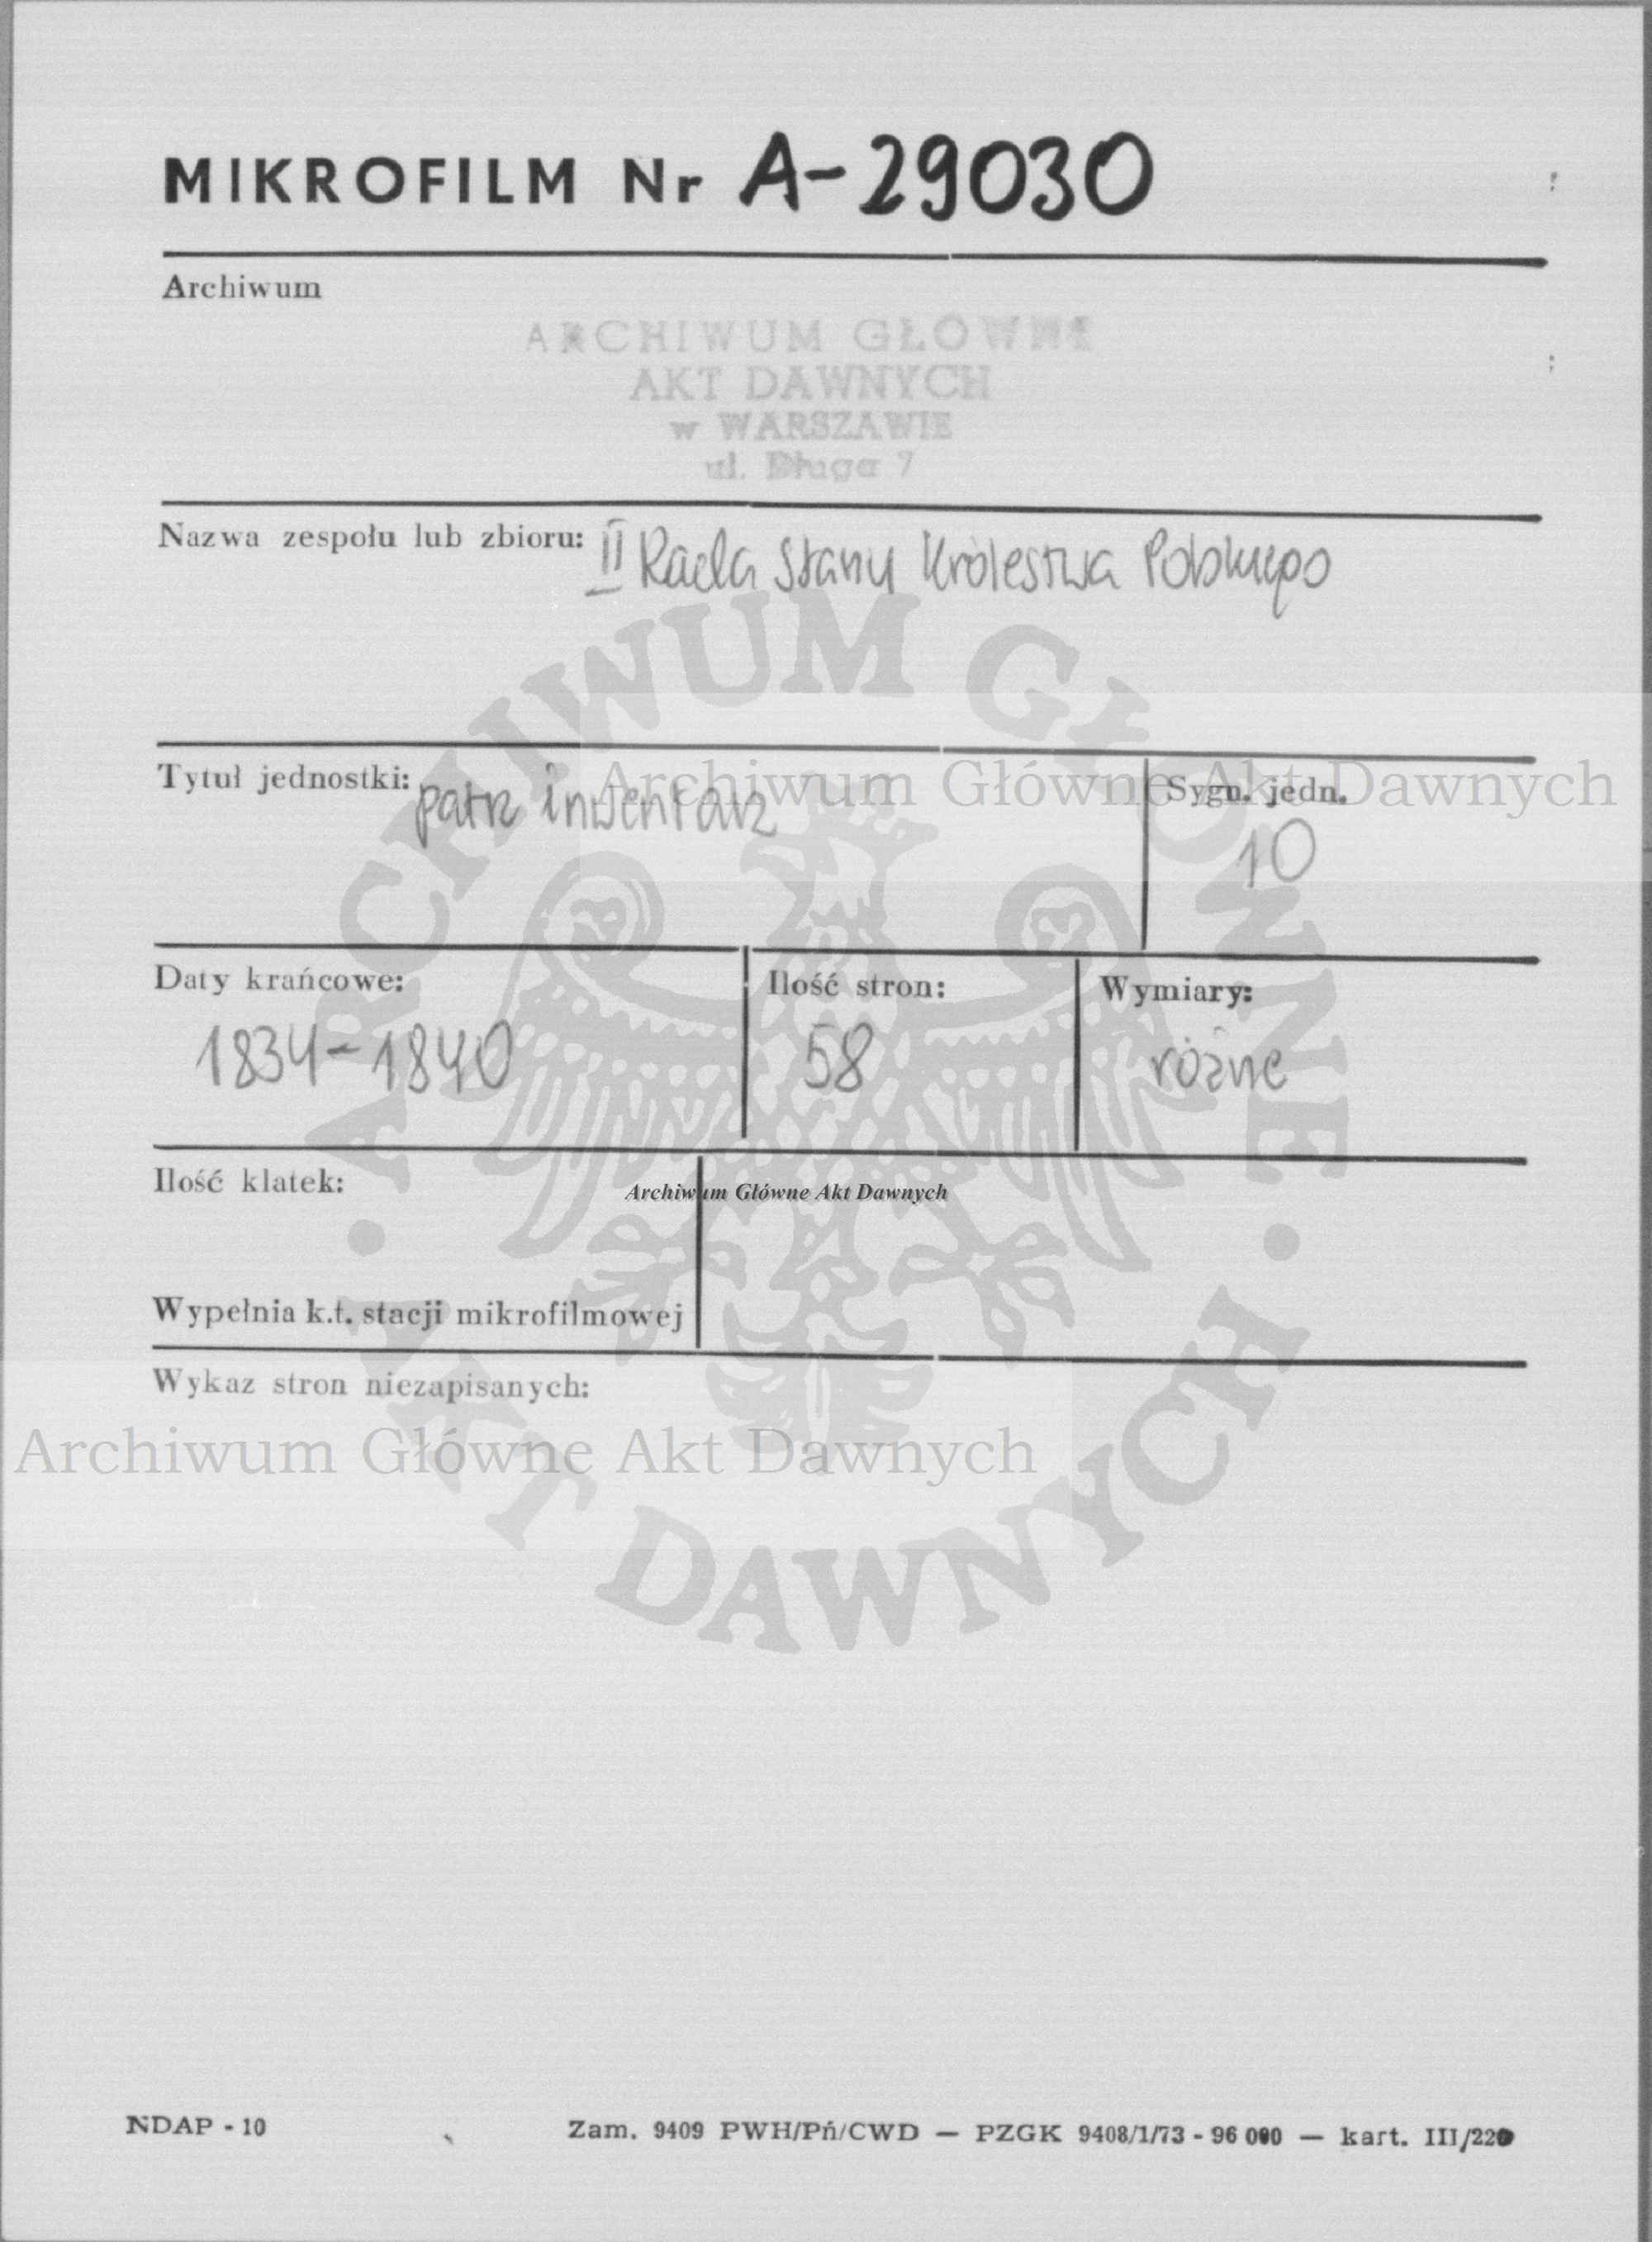 MIKROFILM Nr A-29030
Archiwum
ARCHIWUM GŁÓWNE
AKT DAWNYCH
w WARSZAWIE
ul. Długa 7
Nazwa zespołu lub zbioru: II Rada Stanu Królestwa Polskiego
Tytuł jednostki: patrz inwentarz
Sygn. jedn.
10
Archiwum Główne Akt Dawnych
Daty krańcowe:
1834-1840
Ilość stron:
58
Wymiary:
różne
Ilość klatek:
Archiwum Główne Akt Dawnych
Wypełnia k.t. stacji mikrofilmowej
Wykaz stron niezapisanych:
Archiwum Główne Akt Dawnych
ARCHIWUM GŁÓWNE
AKT DAWNYCH
NDAP - 10
Zam. 9409 PWH/Pń/CWD — PZGK 9408/1/73 - 96 000 — kart. III/220